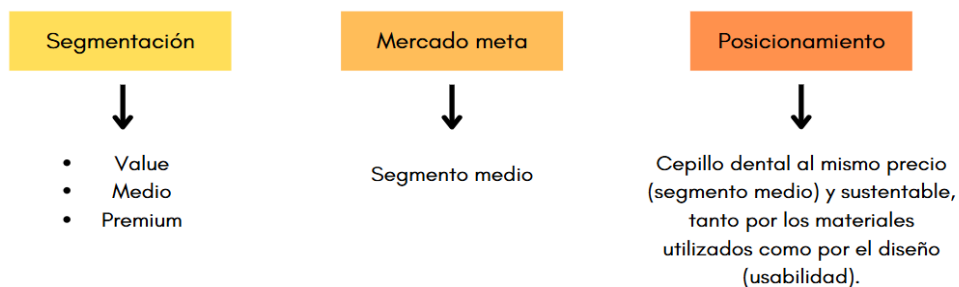 Segmentación
Mercado meta
Posicionamiento
• Value
• Medio
• Premium
Segmento medio
Cepillo dental al mismo precio
(segmento medio) y sustentable,
tanto por los materiales
utilizados como por el diseño
(usabilidad).